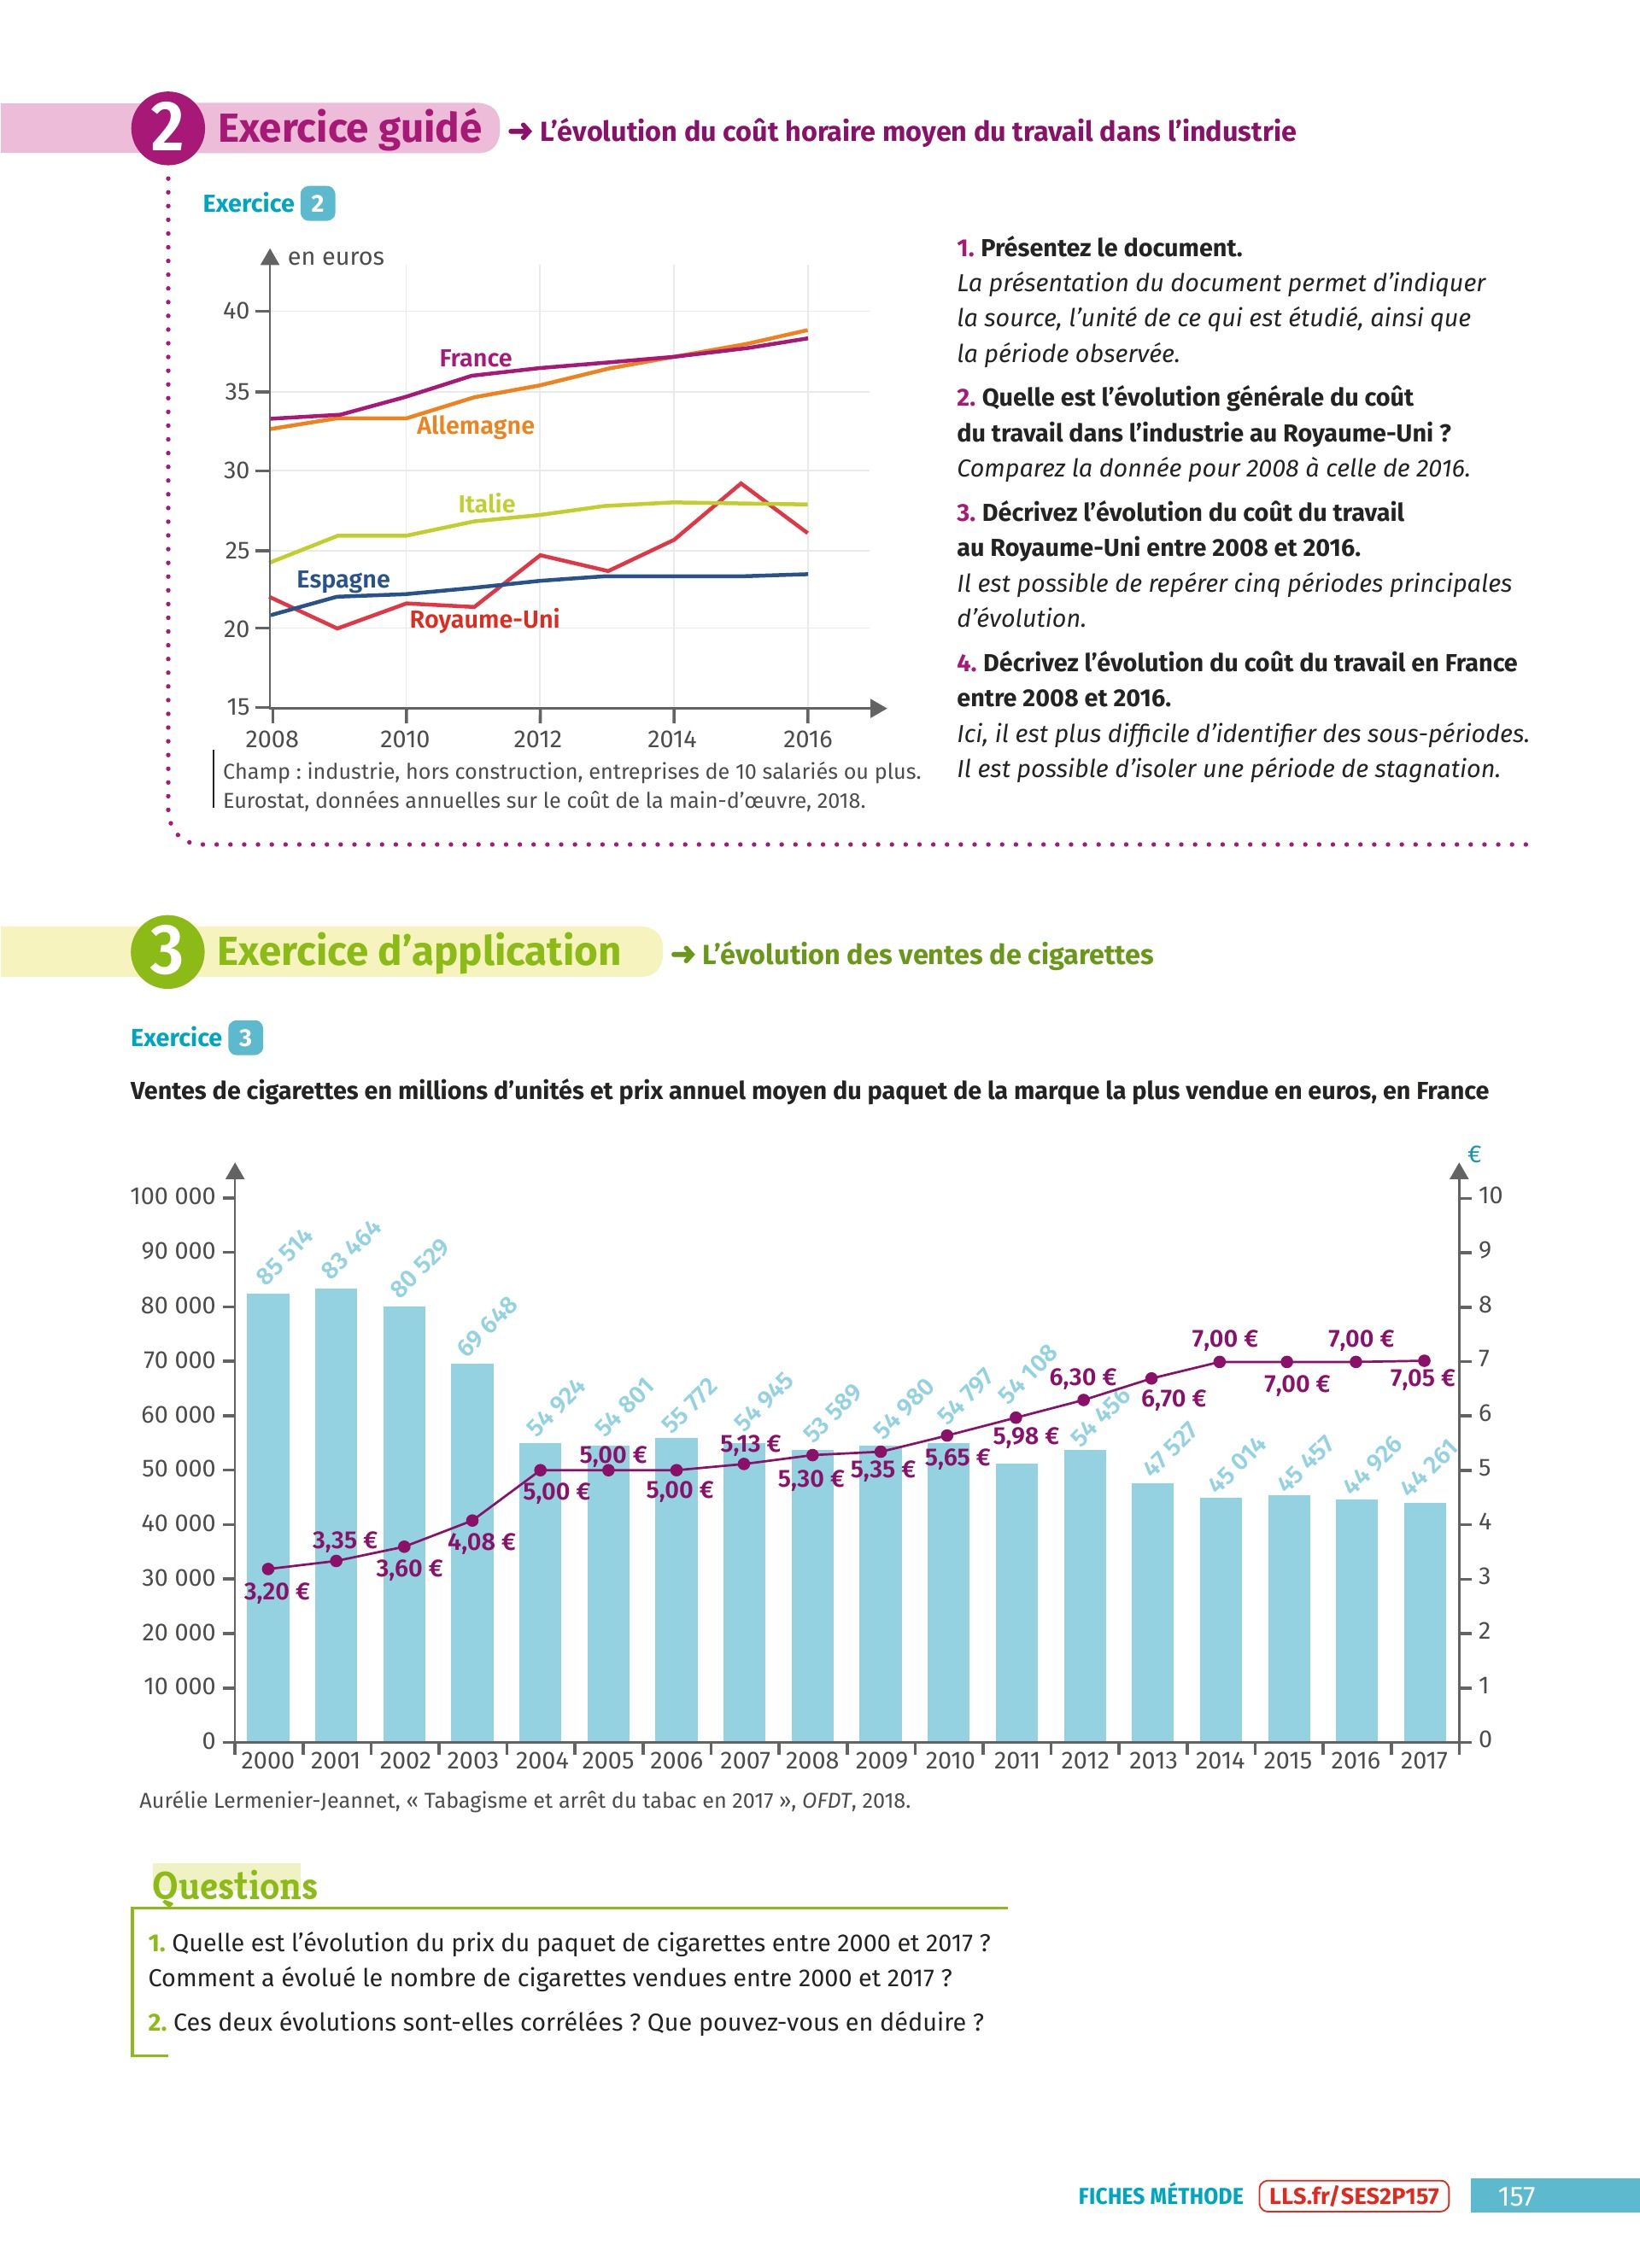 2 Exercice guidé → L’évolution du coût horaire moyen du travail dans l’industrie
Exercice 2
en euros
40
35
30
25
20
15
France
Allemagne
Italie
Espagne
Royaume-Uni
2008 2010 2012 2014 2016
Champ : industrie, hors construction, entreprises de 10 salariés ou plus.
Eurostat, données annuelles sur le coût de la main-d’œuvre, 2018.
1. Présentez le document.
La présentation du document permet d’indiquer
la source, l’unité de ce qui est étudié, ainsi que
la période observée.
2. Quelle est l’évolution générale du coût
du travail dans l’industrie au Royaume-Uni ?
Comparez la donnée pour 2008 à celle de 2016.
3. Décrivez l’évolution du coût du travail
au Royaume-Uni entre 2008 et 2016.
Il est possible de repérer cinq périodes principales
d’évolution.
4. Décrivez l’évolution du coût du travail en France
entre 2008 et 2016.
Ici, il est plus difficile d’identifier des sous-périodes.
Il est possible d’isoler une période de stagnation.
3 Exercice d’application → L’évolution des ventes de cigarettes
Exercice 3
Ventes de cigarettes en millions d’unités et prix annuel moyen du paquet de la marque la plus vendue en euros, en France
€
100 000
90 000
80 000
70 000
60 000
50 000
40 000
30 000
20 000
10 000
0
85 514
83 464
80 529
69 648
54 924
54 801
55 772
54 945
53 589
54 980
54 797
54 108
54 456
47 527
45 014
45 457
44 926
44 261
3,20 €
3,35 €
3,60 €
4,08 €
5,00 €
5,00 €
5,00 €
5,13 €
5,30 €
5,35 €
5,65 €
5,98 €
6,30 €
6,70 €
7,00 €
7,00 €
7,00 €
7,05 €
10
9
8
7
6
5
4
3
2
1
0
2000 2001 2002 2003 2004 2005 2006 2007 2008 2009 2010 2011 2012 2013 2014 2015 2016 2017
Aurélie Lermenier-Jeannet, « Tabagisme et arrêt du tabac en 2017 », OFDT, 2018.
Questions
1. Quelle est l’évolution du prix du paquet de cigarettes entre 2000 et 2017 ?
Comment a évolué le nombre de cigarettes vendues entre 2000 et 2017 ?
2. Ces deux évolutions sont-elles corrélées ? Que pouvez-vous en déduire ?
FICHES MÉTHODE LLS.fr/SES2P157 157